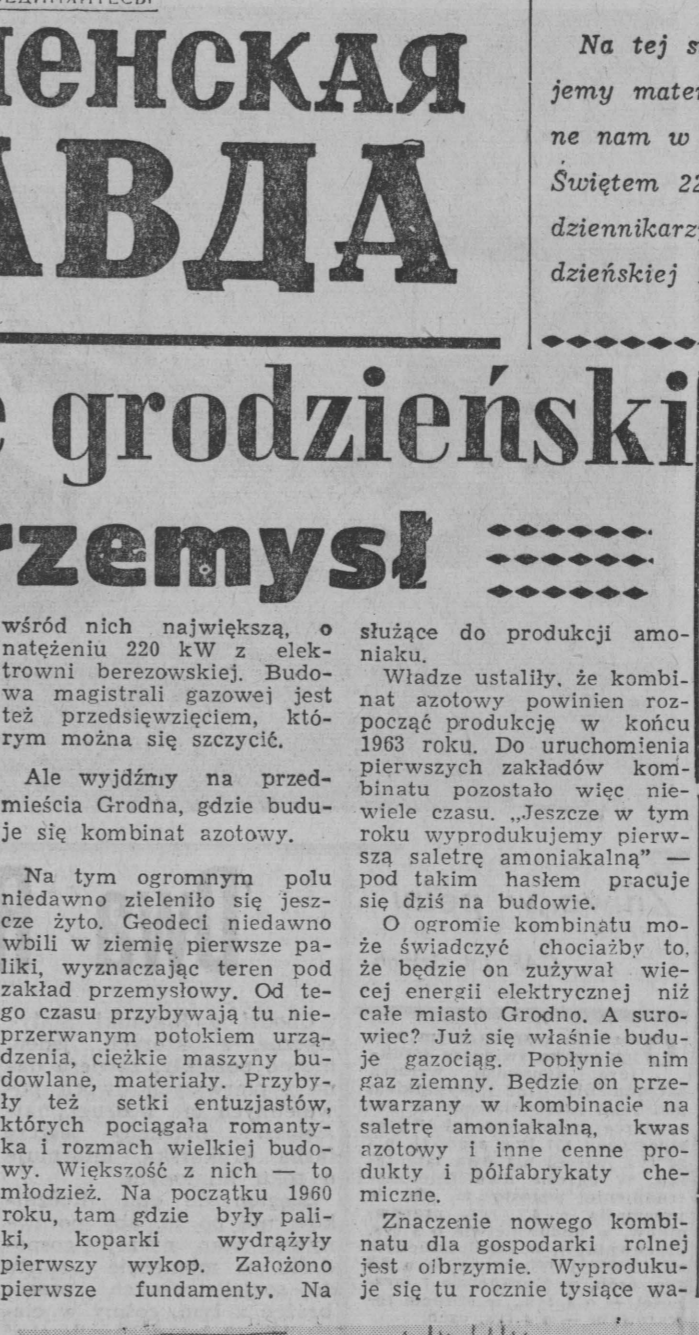 НЕНСКАЯ
АВДА
Na tej s
jemy mate
ne nam w
Świętem 22
dziennikarz
dzieńskiej
grodzieński
rzemysł
wśród nich największą, o
natężeniu 220 kW z elek-
trowni berezowskiej. Budo-
wa magistrali gazowej jest
też przedsięwzięciem, któ-
rym można się szczycić.
Ale wyjdźmy na przed-
mieścia Grodna, gdzie budu-
je się kombinat azotowy.
Na tym ogromnym polu
niedawno zieleniło się jesz-
cze żyto. Geodeci niedawno
wbili w ziemię pierwsze pa-
liki, wyznaczając teren pod
zakład przemysłowy. Od te-
go czasu przybywają tu nie-
przerwanym potokiem urzą-
dzenia, ciężkie maszyny bu-
dowlane, materiały. Przyby-
ły też setki entuzjastów,
których pociągała romanty-
ka i rozmach wielkiej budo-
wy. Większość z nich — to
młodzież. Na początku 1960
roku, tam gdzie były pali-
ki, koparki wydrążyły
pierwszy wykop. Założono
pierwsze fundamenty. Na
służące do produkcji amo-
niaku.
Władze ustaliły. że kombi-
nat azotowy powinien roz-
począć produkcję w końcu
1963 roku. Do uruchomienia
pierwszych zakładów kom-
binatu pozostało więc nie-
wiele czasu. „Jeszcze w tym
roku wyprodukujemy pierw-
szą saletrę amoniakalną” —
pod takim hasłem pracuje
się dziś na budowie.
O ogromie kombinatu mo-
że świadczyć chociażby to,
że będzie on zużywał wię-
cej energii elektrycznej niż
całe miasto Grodno. A suro-
wiec? Już się właśnie budu-
je gazociąg. Popłynie nim
gaz ziemny. Będzie on prze-
twarzany w kombinacie na
saletrę amoniakalną, kwas
azotowy i inne cenne pro-
dukty i półfabrykaty che-
miczne.
Znaczenie nowego kombi-
natu dla gospodarki rolnej
jest olbrzymie. Wyproduku-
je się tu rocznie tysiące wa-